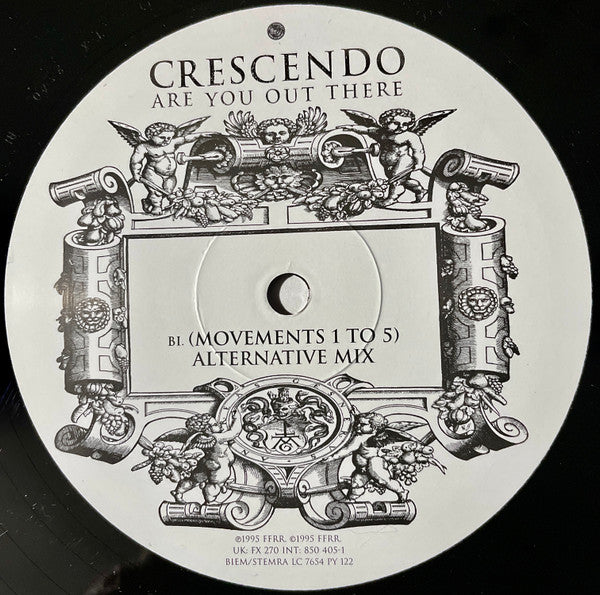 CRESCENDO
ARE YOU OUT THERE
B1. (MOVEMENTS 1 TO 5)
ALTERNATIVE MIX
℗1995 FFRR. ©1995 FFRR.
UK: FX 270 INT: 850 405-1
BIEM/STEMRA LC 7654 PY 122